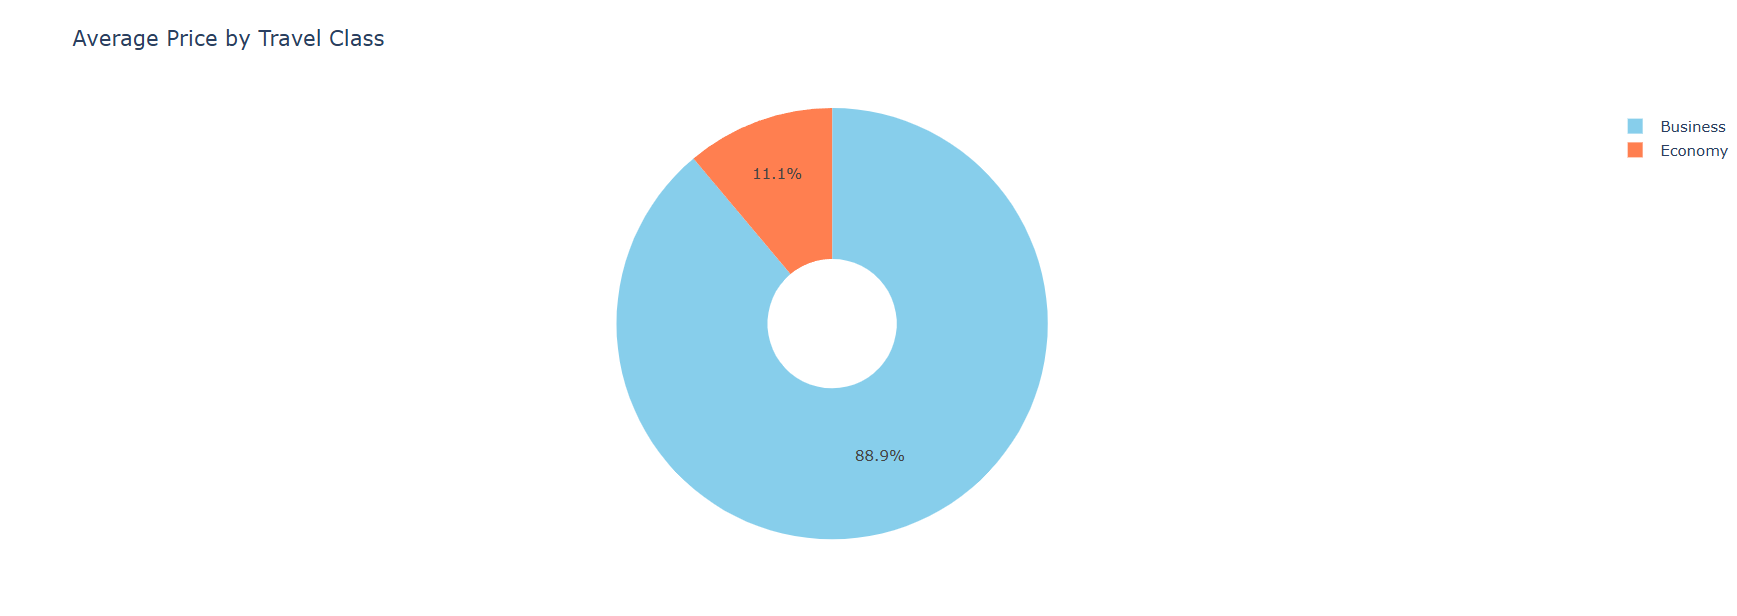 Average Price by Travel Class
Business
Economy
11.1%
88.9%